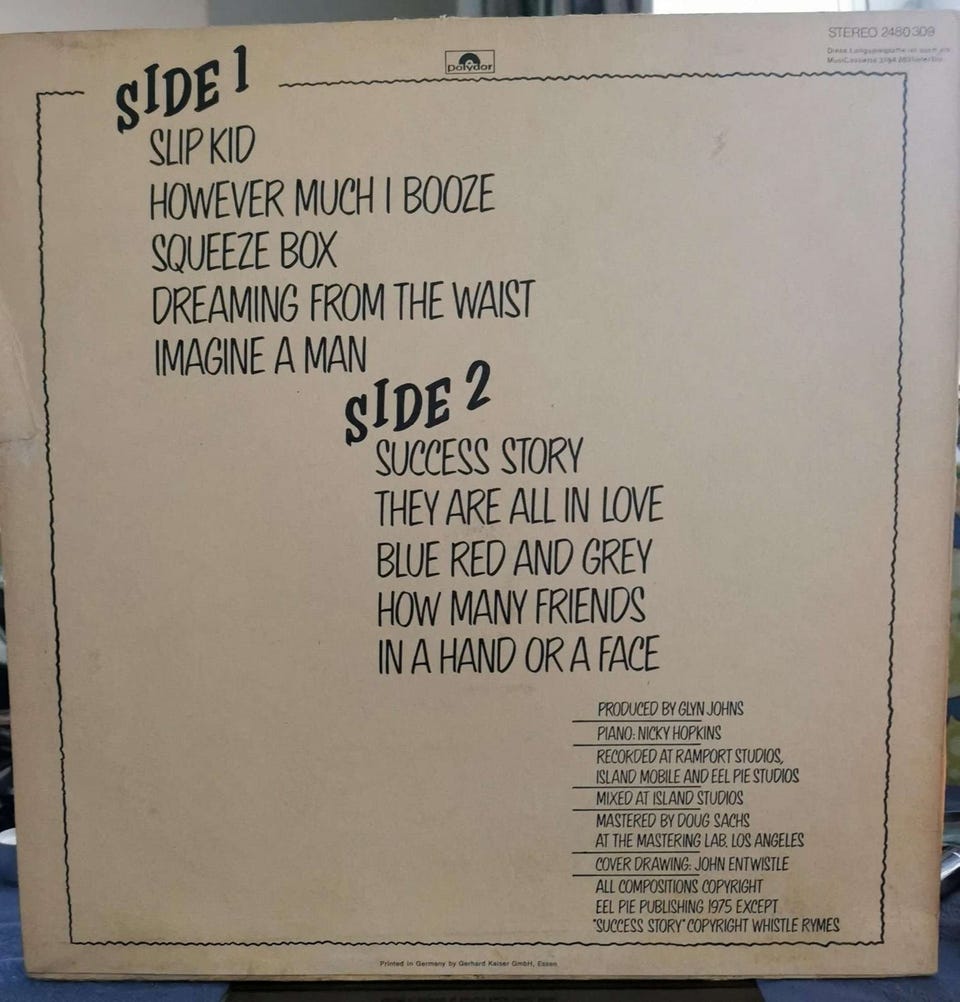 STEREO 2480 309
polydor
SIDE 1
SLIP KID
HOWEVER MUCH I BOOZE
SQUEEZE BOX
DREAMING FROM THE WAIST
IMAGINE A MAN
SIDE 2
SUCCESS STORY
THEY ARE ALL IN LOVE
BLUE RED AND GREY
HOW MANY FRIENDS
IN A HAND OR A FACE
PRODUCED BY GLYN JOHNS
PIANO: NICKY HOPKINS
RECORDED AT RAMPORT STUDIOS,
ISLAND MOBILE AND EEL PIE STUDIOS
MIXED AT ISLAND STUDIOS
MASTERED BY DOUG SACHS
AT THE MASTERING LAB, LOS ANGELES
COVER DRAWING: JOHN ENTWISTLE
ALL COMPOSITIONS COPYRIGHT
EEL PIE PUBLISHING 1975 EXCEPT
"SUCCESS STORY" COPYRIGHT WHISTLE RYMES
Printed in Germany by Gerhard Kaiser GmbH, Essen